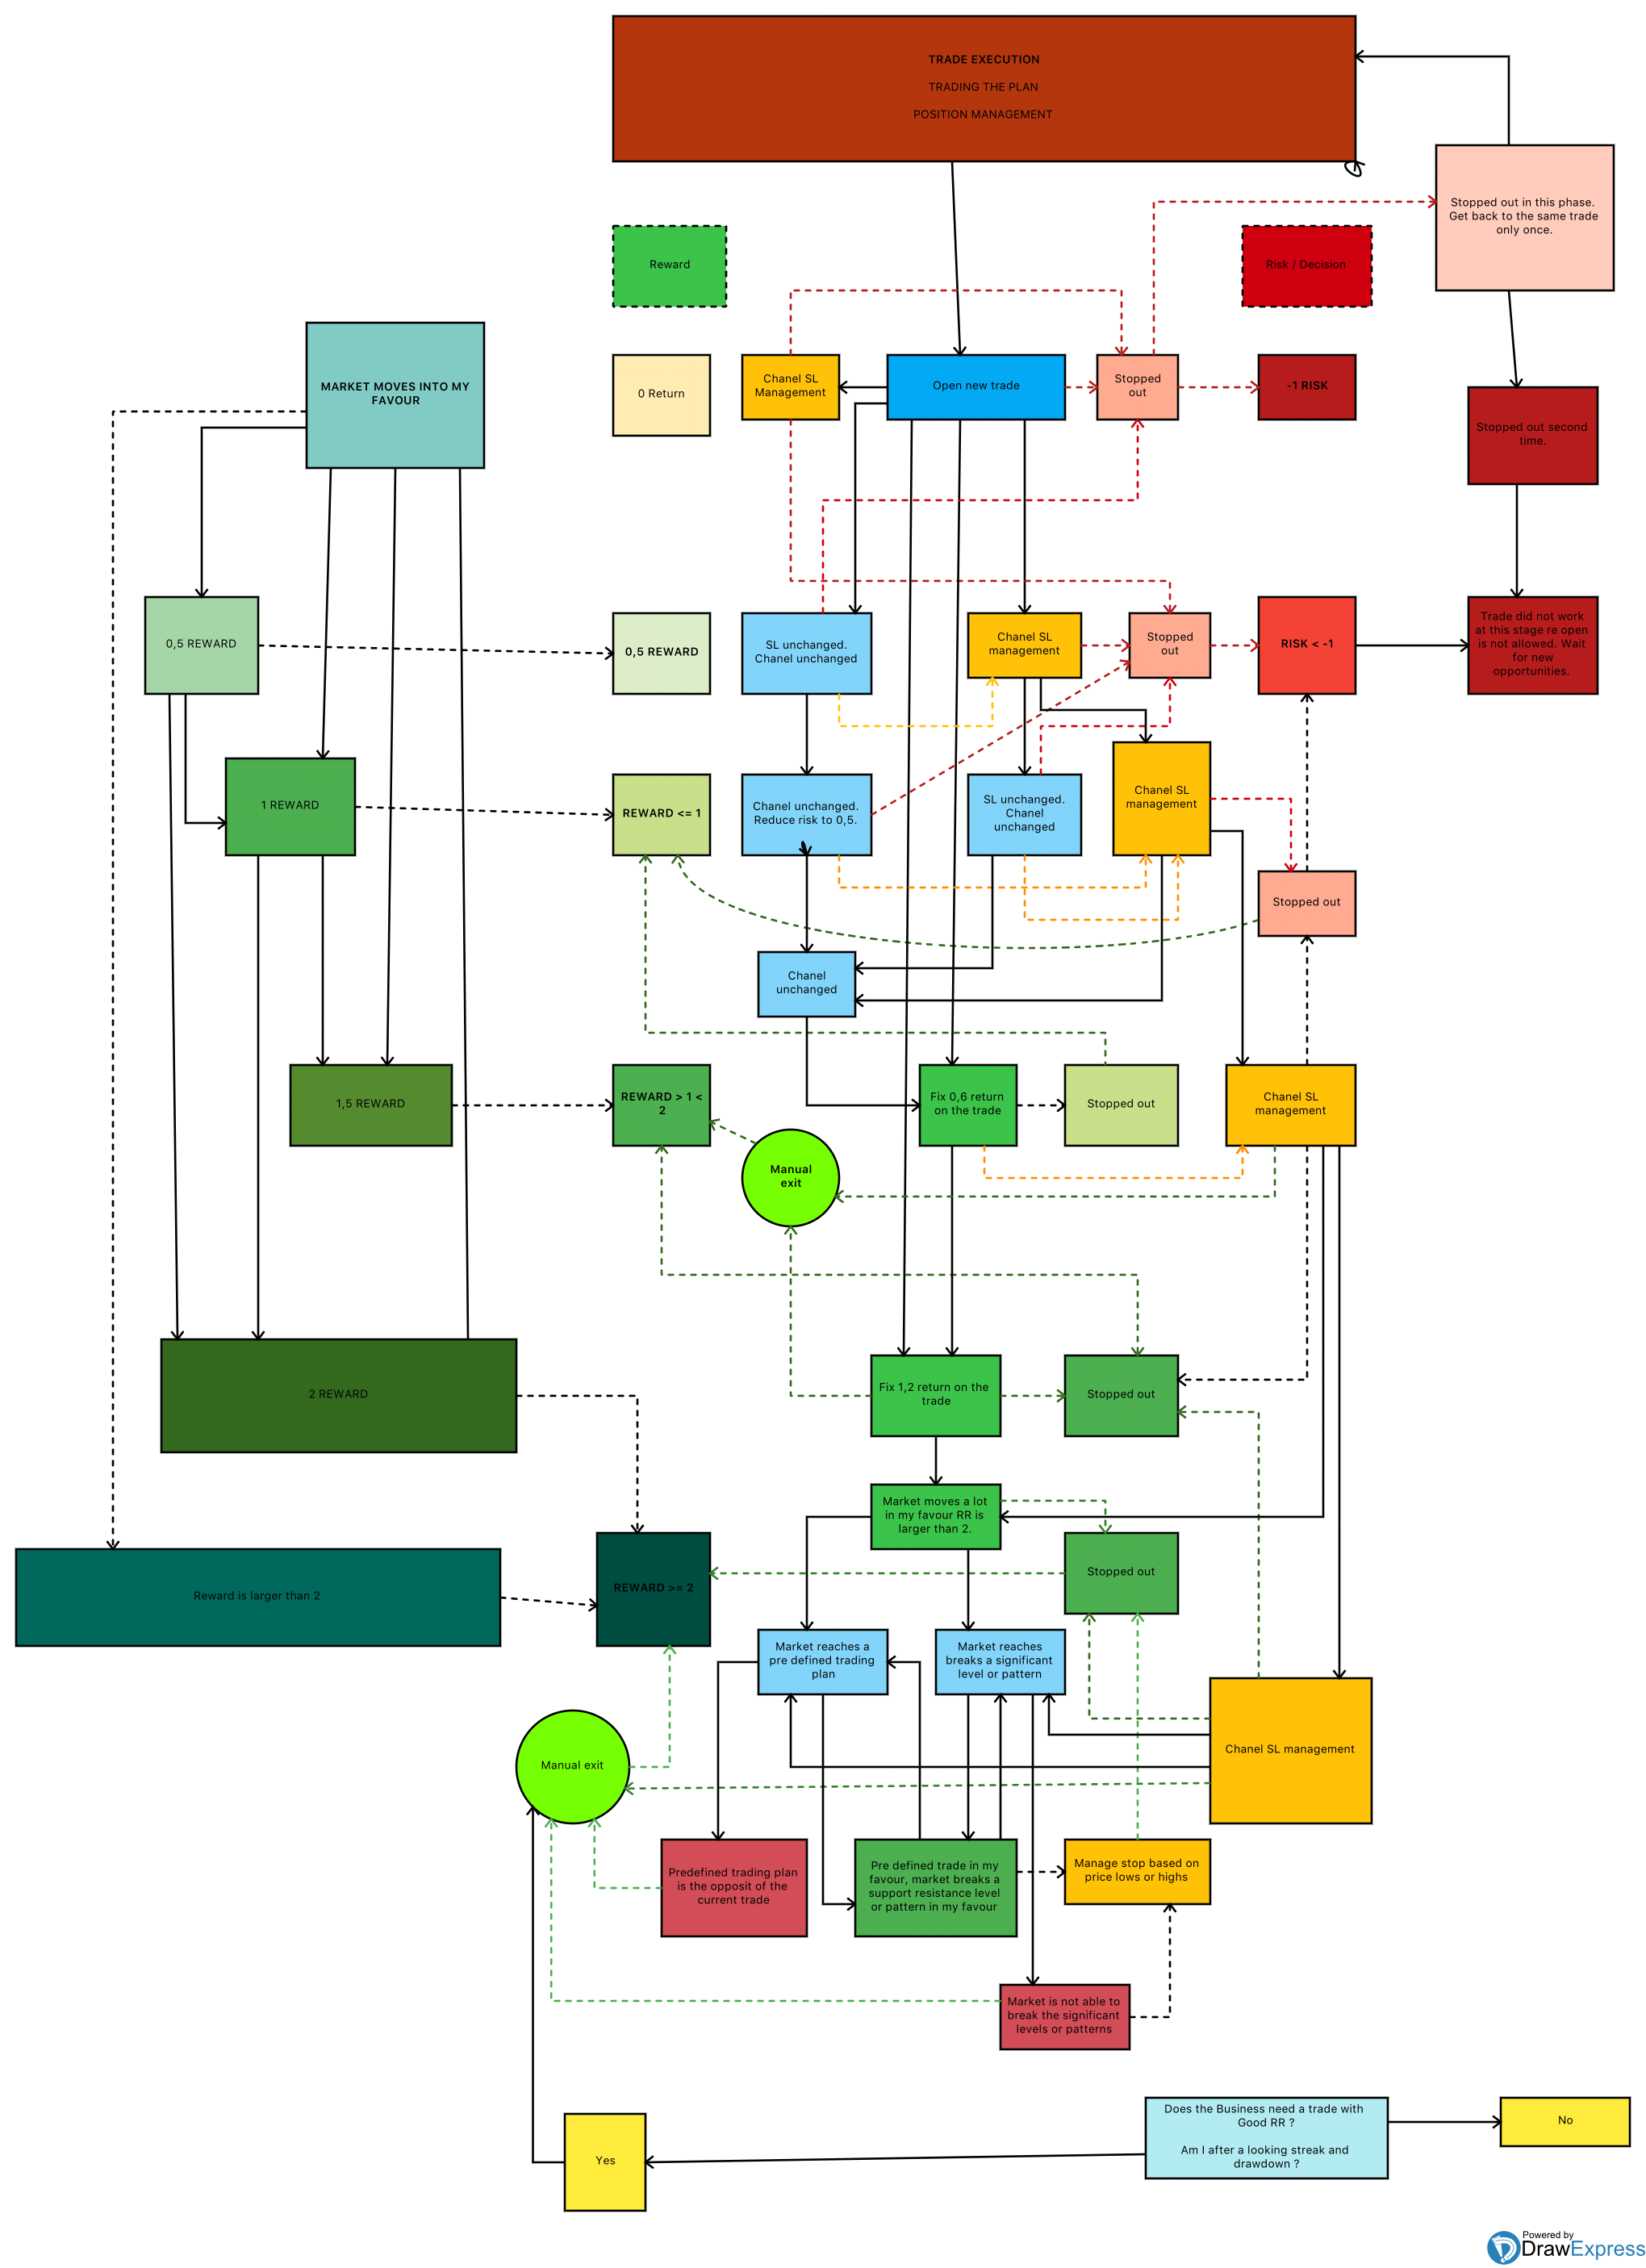 TRADE EXECUTION
TRADING THE PLAN
POSITION MANAGEMENT
Stopped out in this phase.
Get back to the same trade
only once.
Reward
Risk / Decision
MARKET MOVES INTO MY
FAVOUR
0 Return
Chanel SL
Management
Open new trade
Stopped
out
-1 RISK
Stopped out second
time.
0,5 REWARD
0,5 REWARD
SL unchanged.
Chanel unchanged
Chanel SL
management
Stopped
out
RISK < -1
Trade did not work
at this stage re open
is not allowed. Wait
for new
opportunities.
1 REWARD
REWARD <= 1
Chanel unchanged.
Reduce risk to 0,5.
SL unchanged.
Chanel
unchanged
Chanel SL
management
Stopped out
Chanel
unchanged
1,5 REWARD
REWARD > 1 <
2
Fix 0,6 return
on the trade
Stopped out
Chanel SL
management
Manual
exit
2 REWARD
Fix 1,2 return on the
trade
Stopped out
Market moves a lot
in my favour RR is
larger than 2.
Reward is larger than 2
REWARD >= 2
Stopped out
Market reaches a
pre defined trading
plan
Market reaches
breaks a significant
level or pattern
Manual exit
Chanel SL management
Predefined trading plan
is the opposit of the
current trade
Pre defined trade in my
favour, market breaks a
support resistance level
or pattern in my favour
Manage stop based on
price lows or highs
Market is not able to
break the significant
levels or patterns
Does the Business need a trade with
Good RR ?
Am I after a looking streak and
drawdown ?
No
Yes
Powered by
DrawExpress